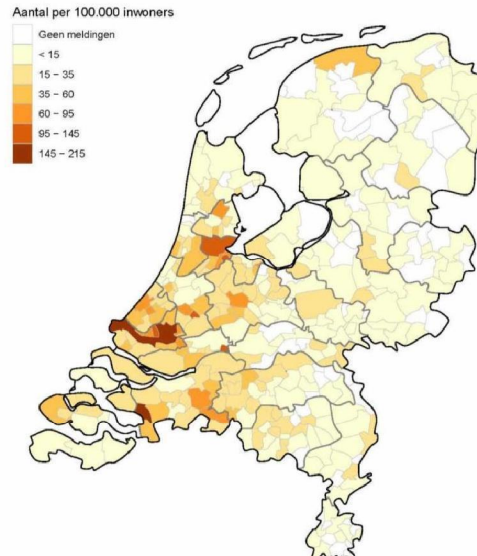 Aantal per 100.000 inwoners
Geen meldingen
< 15
15 – 35
35 – 60
60 – 95
95 – 145
145 – 215